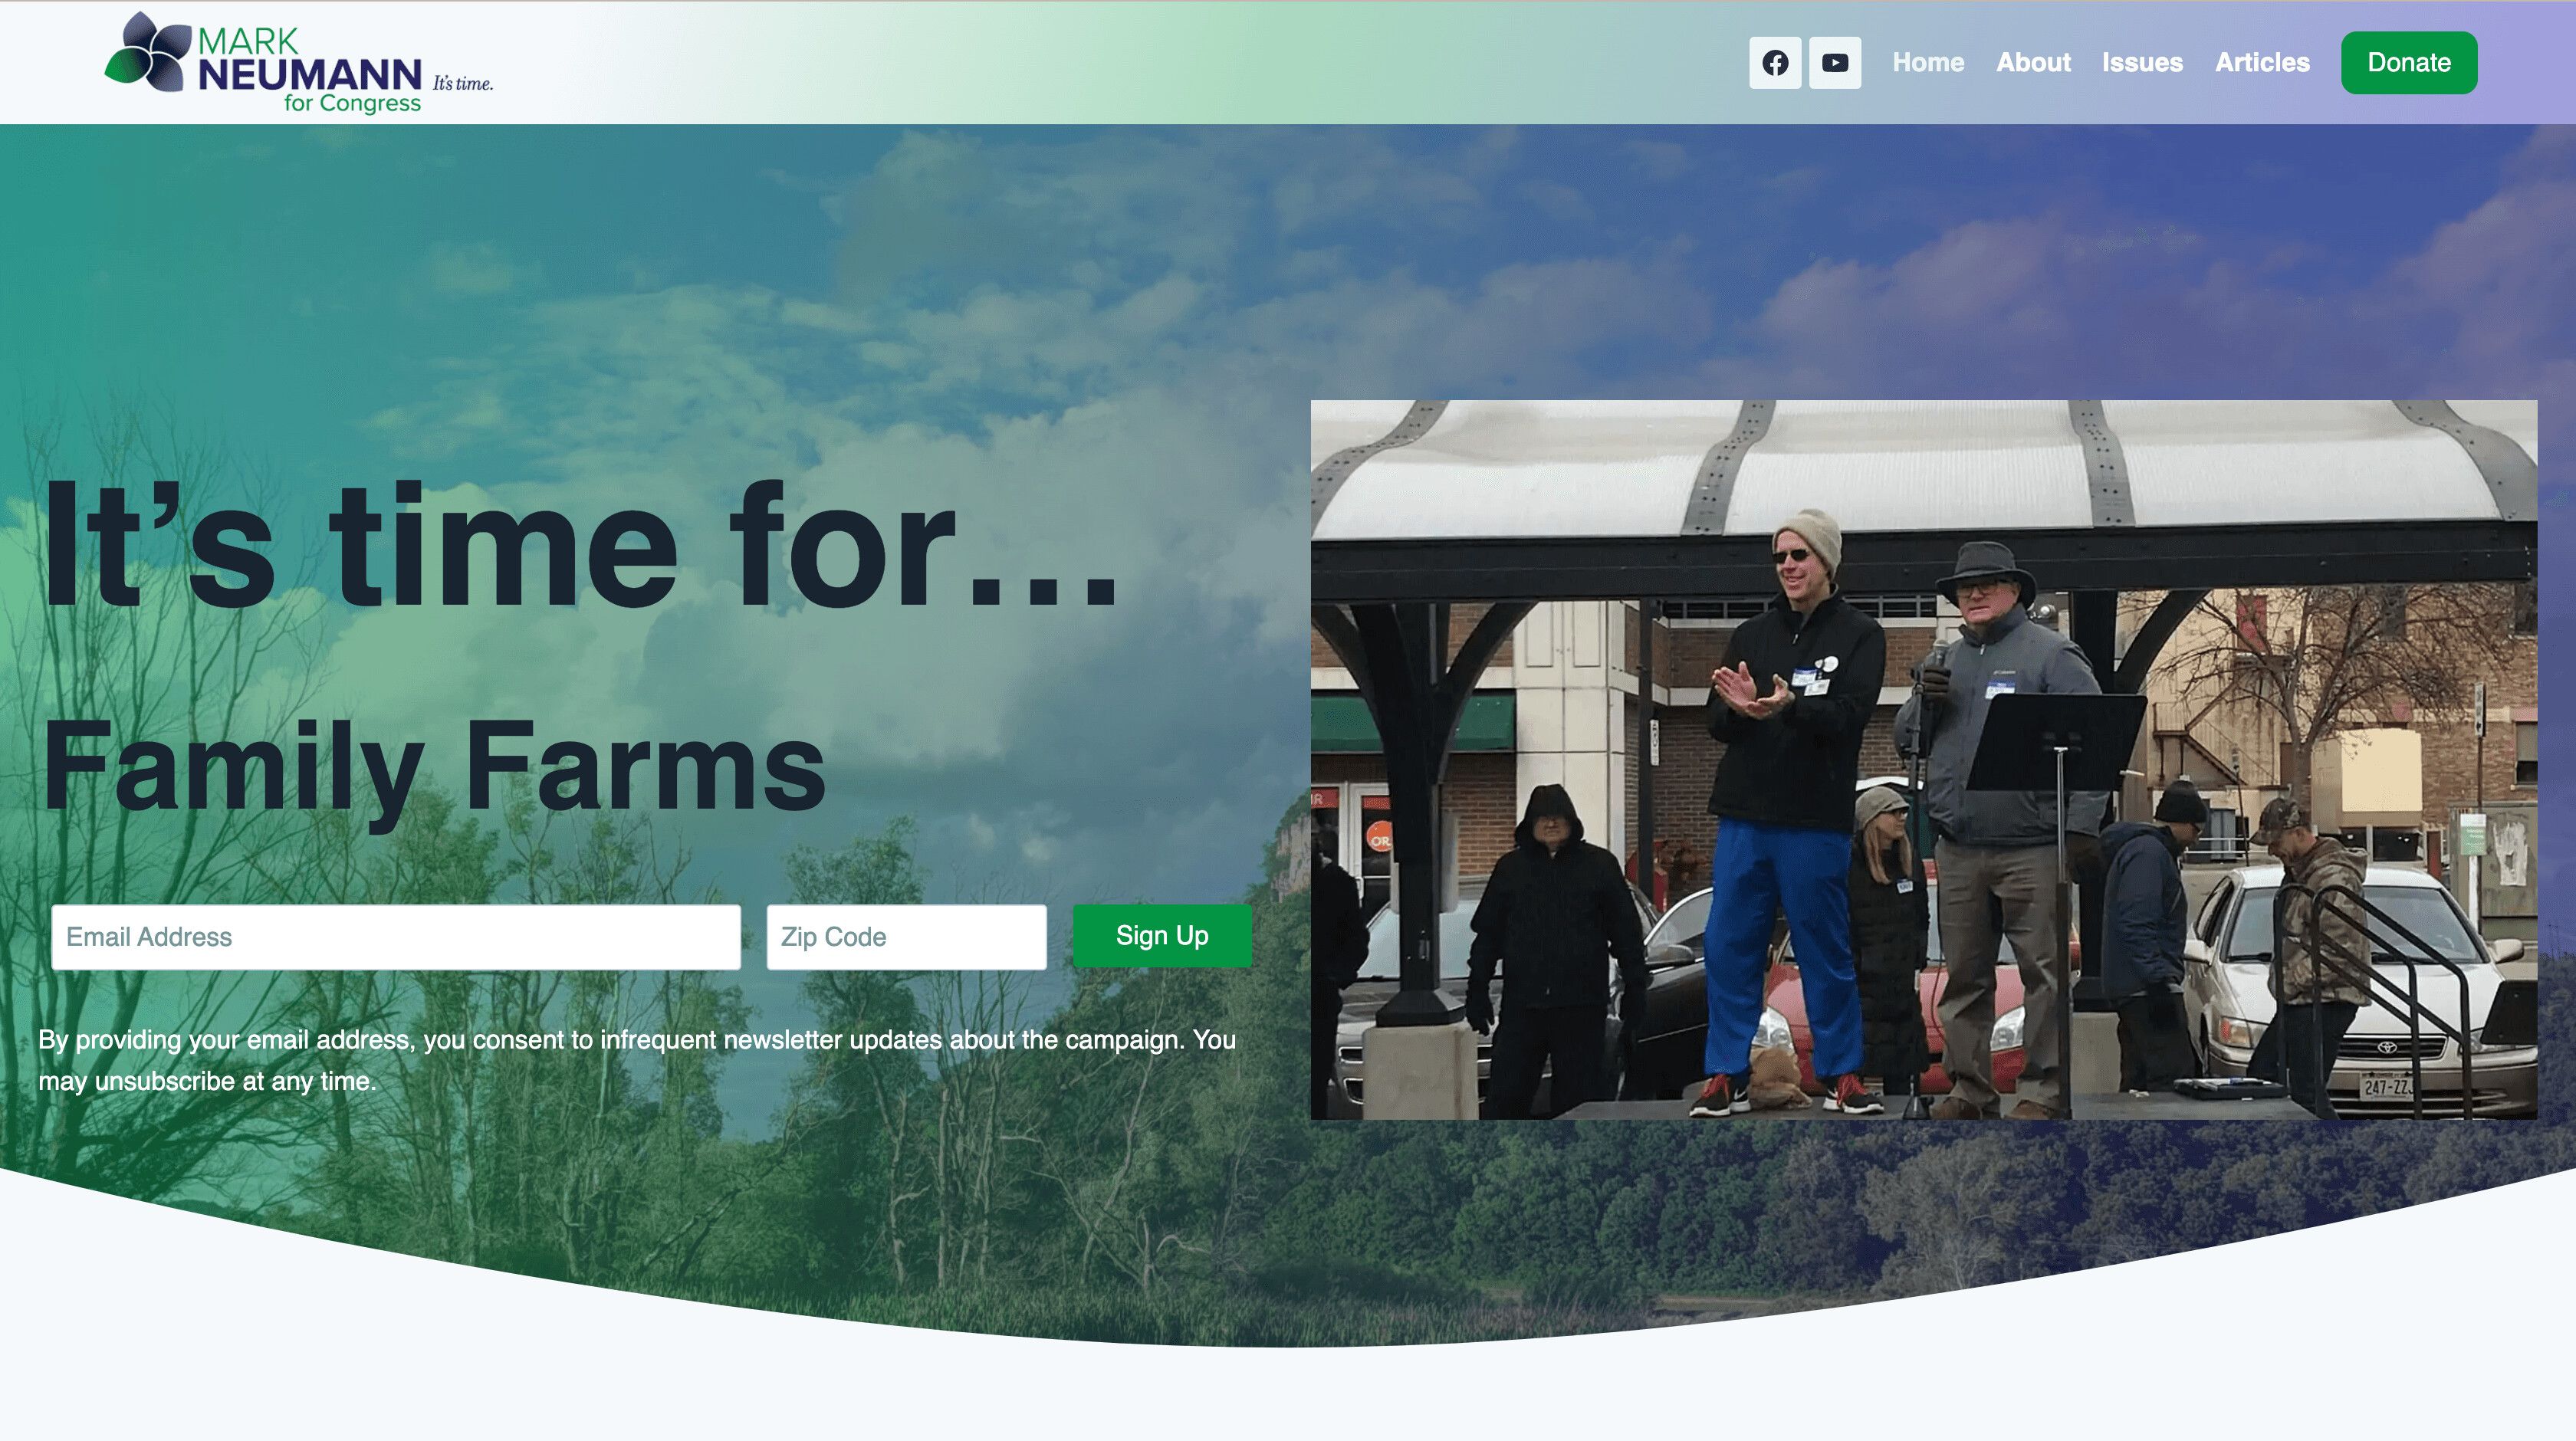 MARK
NEUMANN It's time.
for Congress
Home About Issues Articles Donate
It’s time for…
Family Farms
Email Address Zip Code Sign Up
By providing your email address, you consent to infrequent newsletter updates about the campaign. You
may unsubscribe at any time.
OR
247-ZZ